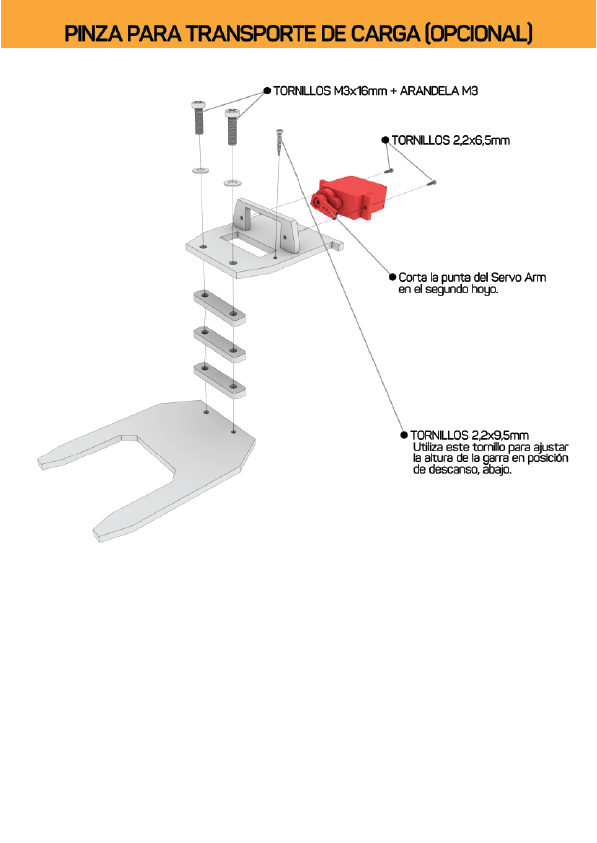 PINZA PARA TRANSPORTE DE CARGA (OPCIONAL)
TORNILLOS M3x16mm + ARANDELA M3
TORNILLOS 2,2x6,5mm
Corta la punta del Servo Arm
en el segundo hoyo.
TORNILLOS 2,2x9,5mm
Utiliza este tornillo para ajustar
la altura de la garra en posición
de descanso, abajo.